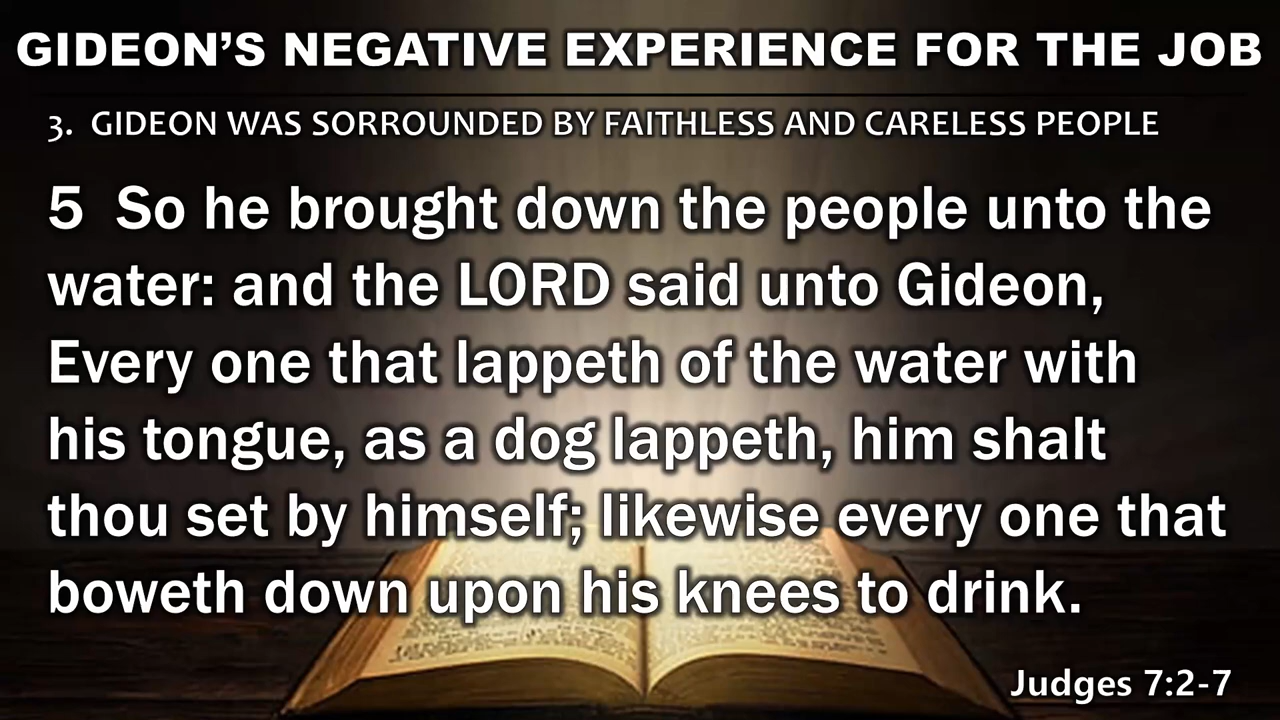 GIDEON’S NEGATIVE EXPERIENCE FOR THE JOB
3. GIDEON WAS SORROUNDED BY FAITHLESS AND CARELESS PEOPLE
5 So he brought down the people unto the
water: and the LORD said unto Gideon,
Every one that lappeth of the water with
his tongue, as a dog lappeth, him shalt
thou set by himself; likewise every one that
boweth down upon his knees to drink.
Judges 7:2-7